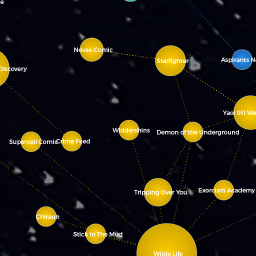 e
Novae Comic
Starfighter
Aspirants N
Discovery
Yaoi 911 We
Widdershins
Demon of the Underground
Supercell Comic
Crime Feed
Tripping Over You
Exorcism Academy
Chirault
Stick In The Mud
Wilde Life